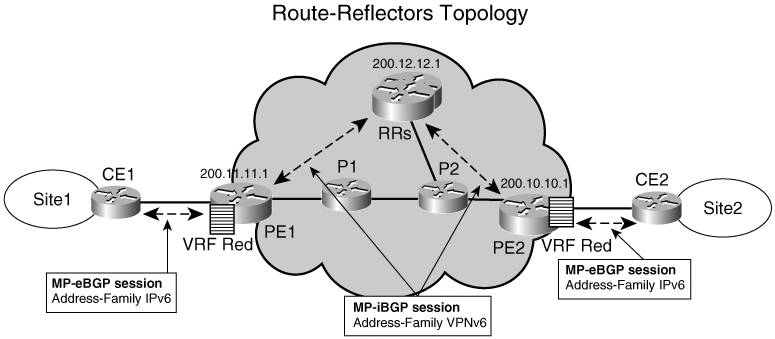 Route-Reflectors Topology
200.12.12.1
RRs
CE1
200.11.11.1
P1
P2
200.10.10.1
CE2
Site1
Site2
PE1
PE2
VRF Red
VRF Red
MP-eBGP session
Address-Family IPv6
MP-iBGP session
Address-Family VPNv6
MP-eBGP session
Address-Family IPv6